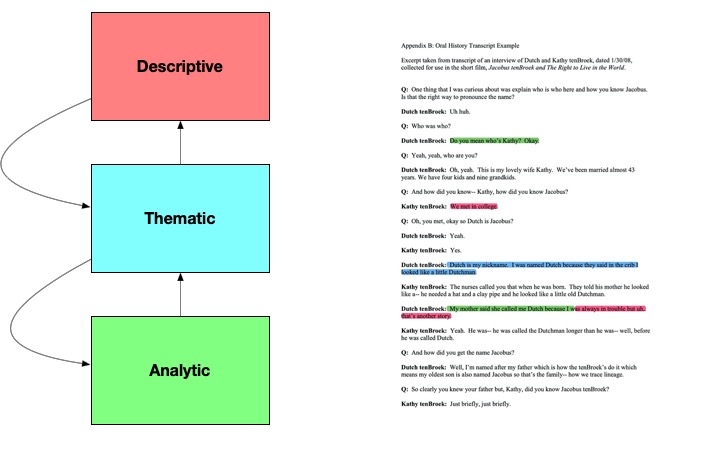 Descriptive
Thematic
Analytic
Appendix B: Oral History Transcript Example
Excerpt taken from transcript of an interview of Dutch and Kathy tenBroek, dated 1/30/08,
collected for use in the short film, Jacobus tenBroek and The Right to Live in the World.
Q: One thing that I was curious about was explain who is who here and how you know Jacobus.
Is that the right way to pronounce the name?
Dutch tenBroek: Uh huh.
Q: Who was who?
Dutch tenBroek: Do you mean who's Kathy? Okay.
Q: Yeah, yeah, who are you?
Dutch tenBroek: Oh, yeah. This is my lovely wife Kathy. We've been married almost 43
years. We have four kids and nine grandkids.
Q: And how did you know-- Kathy, how did you know Jacobus?
Kathy tenBroek: We met in college.
Q: Oh, you met, okay so Dutch is Jacobus?
Dutch tenBroek: Yeah.
Kathy tenBroek: Yes.
Dutch tenBroek: Dutch is my nickname. I was named Dutch because they said in the crib I
looked like a little Dutchman.
Kathy tenBroek: The nurses called you that when he was born. They told his mother he looked
like a-- he needed a hat and a clay pipe and he looked like a little old Dutchman.
Dutch tenBroek: My mother said she called me Dutch because I was always in trouble but uh.
that's another story.
Kathy tenBroek: Yeah. He was-- he was called the Dutchman longer than he was-- well, before
he was called Dutch.
Q: And how did you get the name Jacobus?
Dutch tenBroek: Well, I'm named after my father which is how the tenBroek's do it which
means my oldest son is also named Jacobus so that's the family-- how we trace lineage.
Q: So clearly you knew your father but, Kathy, did you know Jacobus tenBroek?
Kathy tenBroek: Just briefly, just briefly.